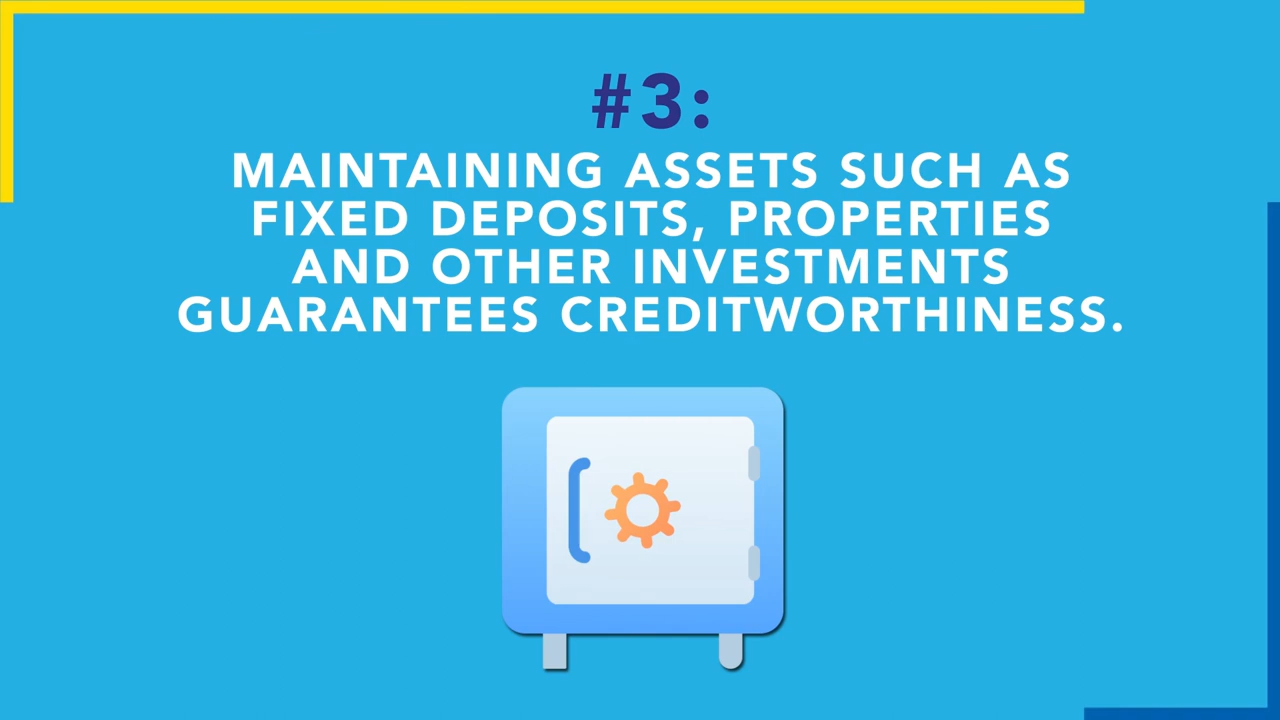 #3:
MAINTAINING ASSETS SUCH AS
FIXED DEPOSITS, PROPERTIES
AND OTHER INVESTMENTS
GUARANTEES CREDITWORTHINESS.